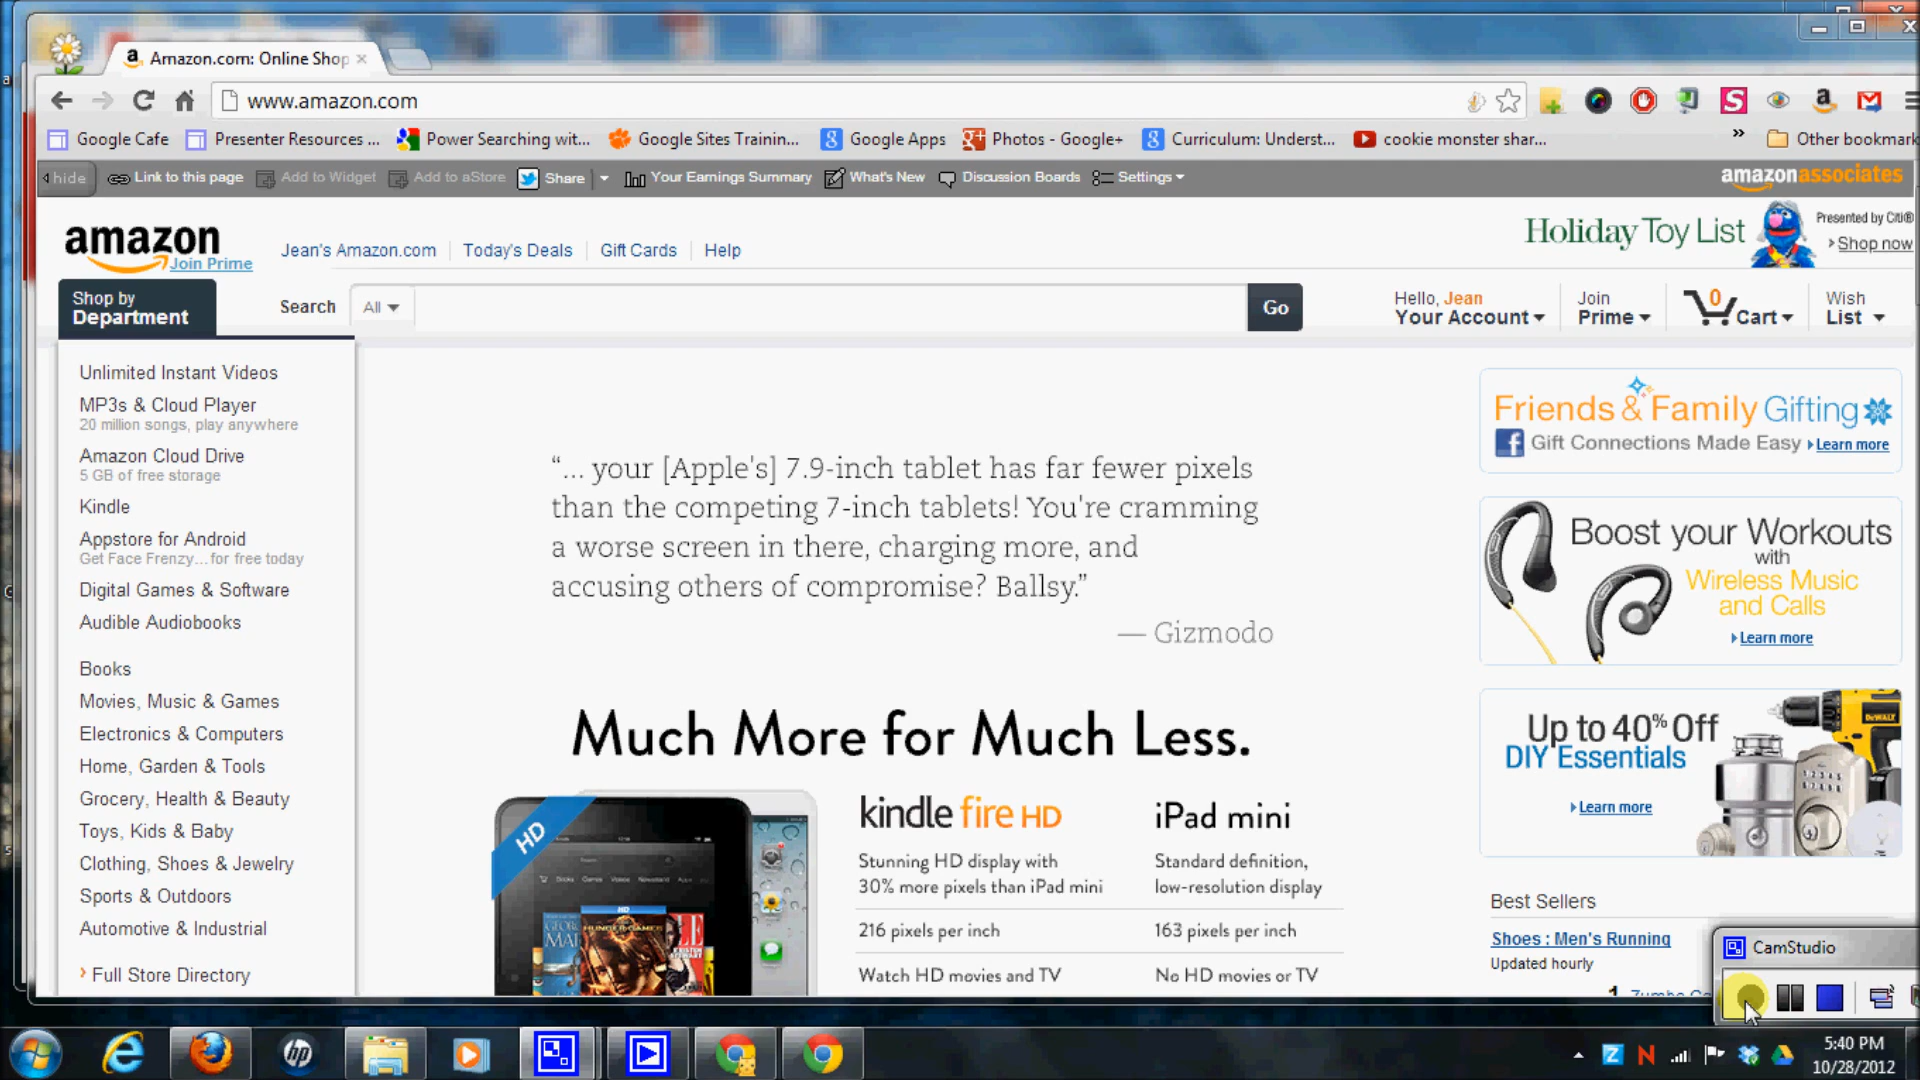 Amazon.com: Online Shop
www.amazon.com
Google Cafe Presenter Resources ... Power Searching wit... Google Sites Trainin... Google Apps Photos - Google+ Curriculum: Underst... cookie monster shar... » Other bookmark
hide Link to this page Add to Widget Add to aStore Share Your Earnings Summary What's New Discussion Boards Settings amazonassociates
amazon
Join Prime
Jean's Amazon.com Today's Deals Gift Cards Help
Holiday Toy List
Presented by Citi®
Shop now
Shop by
Department
Search All Go
Hello, Jean
Your Account
Join
Prime
0
Cart
Wish
List
Unlimited Instant Videos
MP3s & Cloud Player
20 million songs, play anywhere
Amazon Cloud Drive
5 GB of free storage
Kindle
Appstore for Android
Get Face Frenzy...for free today
Digital Games & Software
Audible Audiobooks
Books
Movies, Music & Games
Electronics & Computers
Home, Garden & Tools
Grocery, Health & Beauty
Toys, Kids & Baby
Clothing, Shoes & Jewelry
Sports & Outdoors
Automotive & Industrial
Full Store Directory
“... your [Apple's] 7.9-inch tablet has far fewer pixels
than the competing 7-inch tablets! You're cramming
a worse screen in there, charging more, and
accusing others of compromise? Ballsy.”
— Gizmodo
Much More for Much Less.
HD
kindle fire HD
Stunning HD display with
30% more pixels than iPad mini
216 pixels per inch
Watch HD movies and TV
iPad mini
Standard definition,
low-resolution display
163 pixels per inch
No HD movies or TV
Friends & Family Gifting
Gift Connections Made Easy Learn more
Boost your Workouts
with
Wireless Music
and Calls
Learn more
Up to 40% Off
DIY Essentials
Learn more
DEWALT
Best Sellers
Shoes : Men's Running
Updated hourly
CamStudio
5:40 PM
10/28/2012